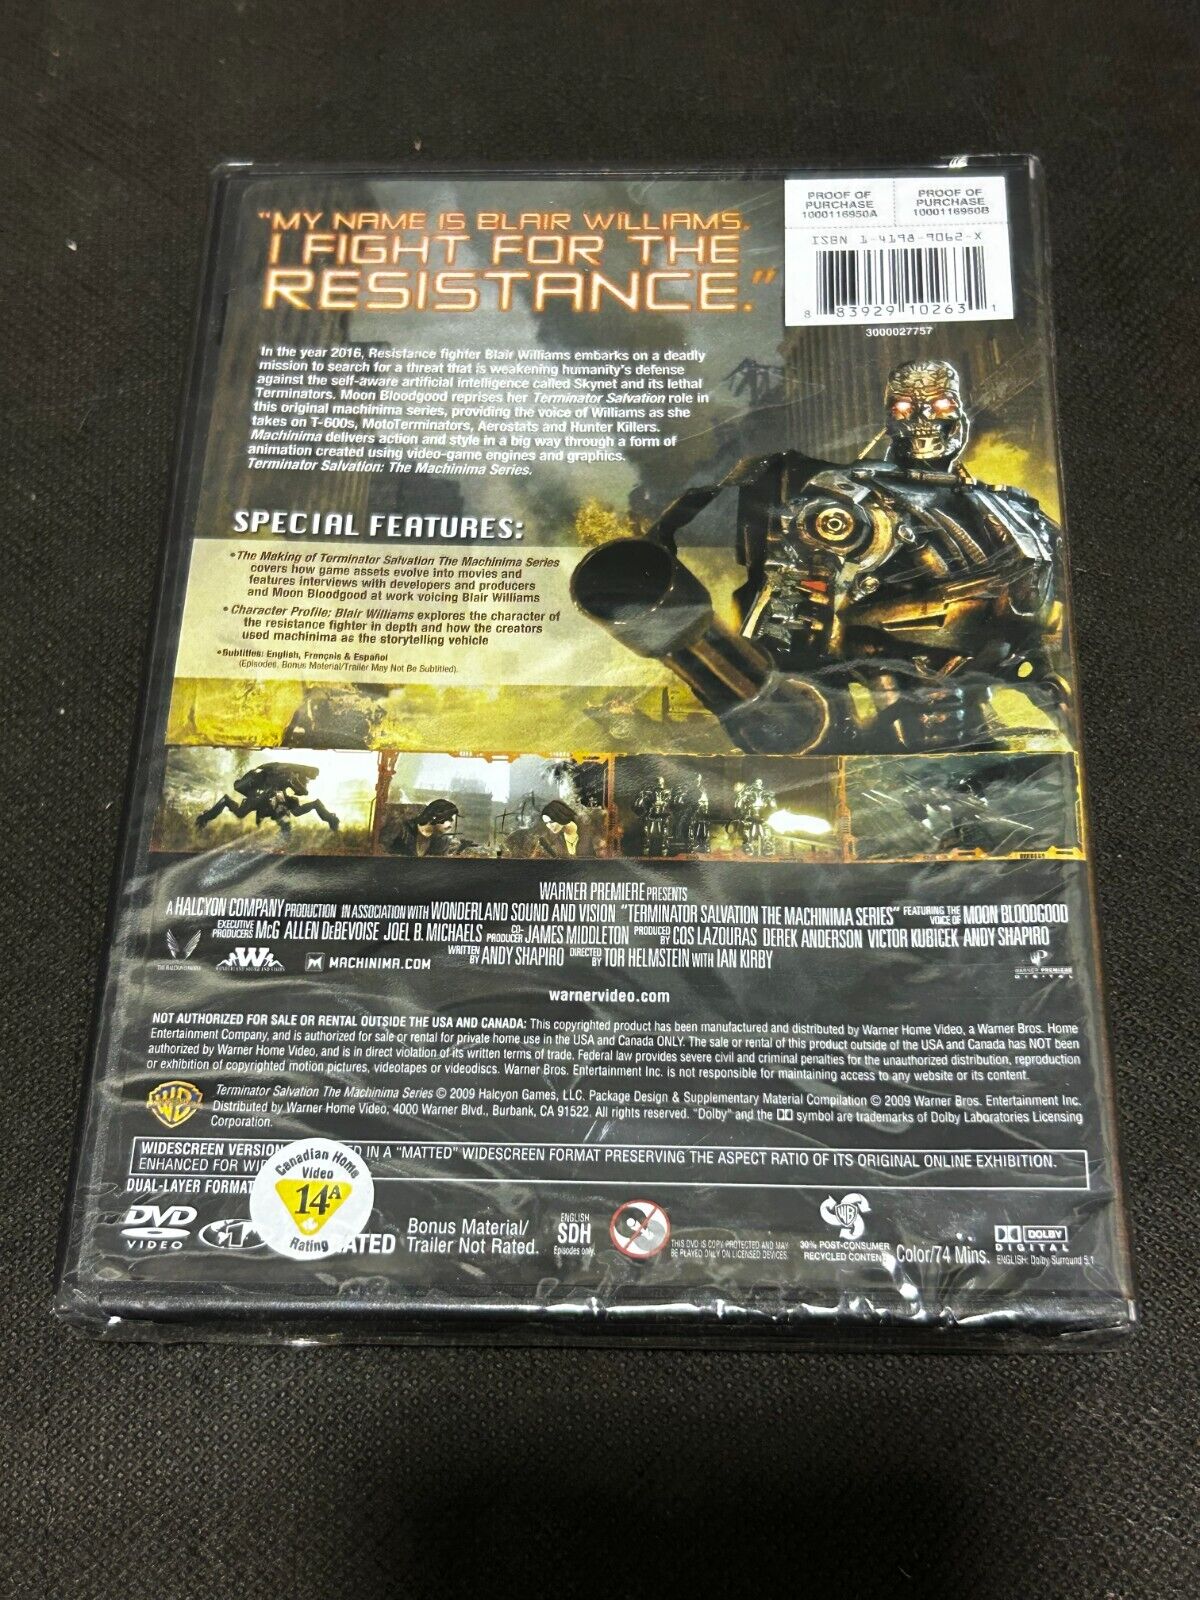 "MY NAME IS BLAIR WILLIAMS.
I FIGHT FOR THE
RESISTANCE."
PROOF OF
PURCHASE
1000116950A
PROOF OF
PURCHASE
1000116950B
ISBN 1-4198-9062-X
8 83929 10263 1
3000027757
In the year 2016, Resistance fighter Blair Williams embarks on a deadly
mission to search for a threat that is weakening humanity's defense
against the self-aware artificial intelligence called Skynet and its lethal
Terminators. Moon Bloodgood reprises her Terminator Salvation role in
this original machinima series, providing the voice of Williams as she
takes on T-600s, MotoTerminators, Aerostats and Hunter Killers.
Machinima delivers action and style in a big way through a form of
animation created using video-game engines and graphics.
Terminator Salvation: The Machinima Series.
SPECIAL FEATURES:
•The Making of Terminator Salvation The Machinima Series
covers how game assets evolve into movies and
features interviews with developers and producers
and Moon Bloodgood at work voicing Blair Williams
•Character Profile: Blair Williams explores the character of
the resistance fighter in depth and how the creators
used machinima as the storytelling vehicle
•Subtitles: English, Français & Español
(Episodes, Bonus Material/Trailer May Not Be Subtitled).
WARNER PREMIERE PRESENTS
A HALCYON COMPANY PRODUCTION IN ASSOCIATION WITH WONDERLAND SOUND AND VISION "TERMINATOR SALVATION THE MACHINIMA SERIES" FEATURING THE VOICE OF MOON BLOODGOOD
EXECUTIVE PRODUCERS McG ALLEN DeBEVOISE JOEL B. MICHAELS CO-PRODUCER JAMES MIDDLETON PRODUCED BY COS LAZOURAS DEREK ANDERSON VICTOR KUBICEK ANDY SHAPIRO
WRITTEN BY ANDY SHAPIRO DIRECTED BY TOR HELMSTEIN WITH IAN KIRBY
THE HALCYON COMPANY
WONDERLAND SOUND AND VISION
MACHINIMA.COM
WARNER PREMIERE
DIGITAL
warnervideo.com
NOT AUTHORIZED FOR SALE OR RENTAL OUTSIDE THE USA AND CANADA: This copyrighted product has been manufactured and distributed by Warner Home Video, a Warner Bros. Home
Entertainment Company, and is authorized for sale or rental for private home use in the USA and Canada ONLY. The sale or rental of this product outside of the USA and Canada has NOT been
authorized by Warner Home Video, and is in direct violation of its written terms of trade. Federal law provides severe civil and criminal penalties for the unauthorized distribution, reproduction
or exhibition of copyrighted motion pictures, videotapes or videodiscs. Warner Bros. Entertainment Inc. is not responsible for maintaining access to any website or its content.
WB
Terminator Salvation The Machinima Series © 2009 Halcyon Games, LLC. Package Design & Supplementary Material Compilation © 2009 Warner Bros. Entertainment Inc.
Distributed by Warner Home Video, 4000 Warner Blvd., Burbank, CA 91522. All rights reserved. "Dolby" and the DD symbol are trademarks of Dolby Laboratories Licensing
Corporation.
WIDESCREEN VERSION D IN A "MATTED" WIDESCREEN FORMAT PRESERVING THE ASPECT RATIO OF ITS ORIGINAL ONLINE EXHIBITION.
ENHANCED FOR WI
DUAL-LAYER FORMAT
Canadian Home
Video
14A
Rating
DVD
VIDEO
1
RATED
Bonus Material/
Trailer Not Rated.
ENGLISH
SDH
Episodes only.
THIS DVD IS COPY PROTECTED AND MAY
BE PLAYED ONLY ON LICENSED DEVICES.
WB
30% POST-CONSUMER
RECYCLED CONTENT
Color/74 Mins.
DOLBY
DIGITAL
ENGLISH: Dolby Surround 5.1